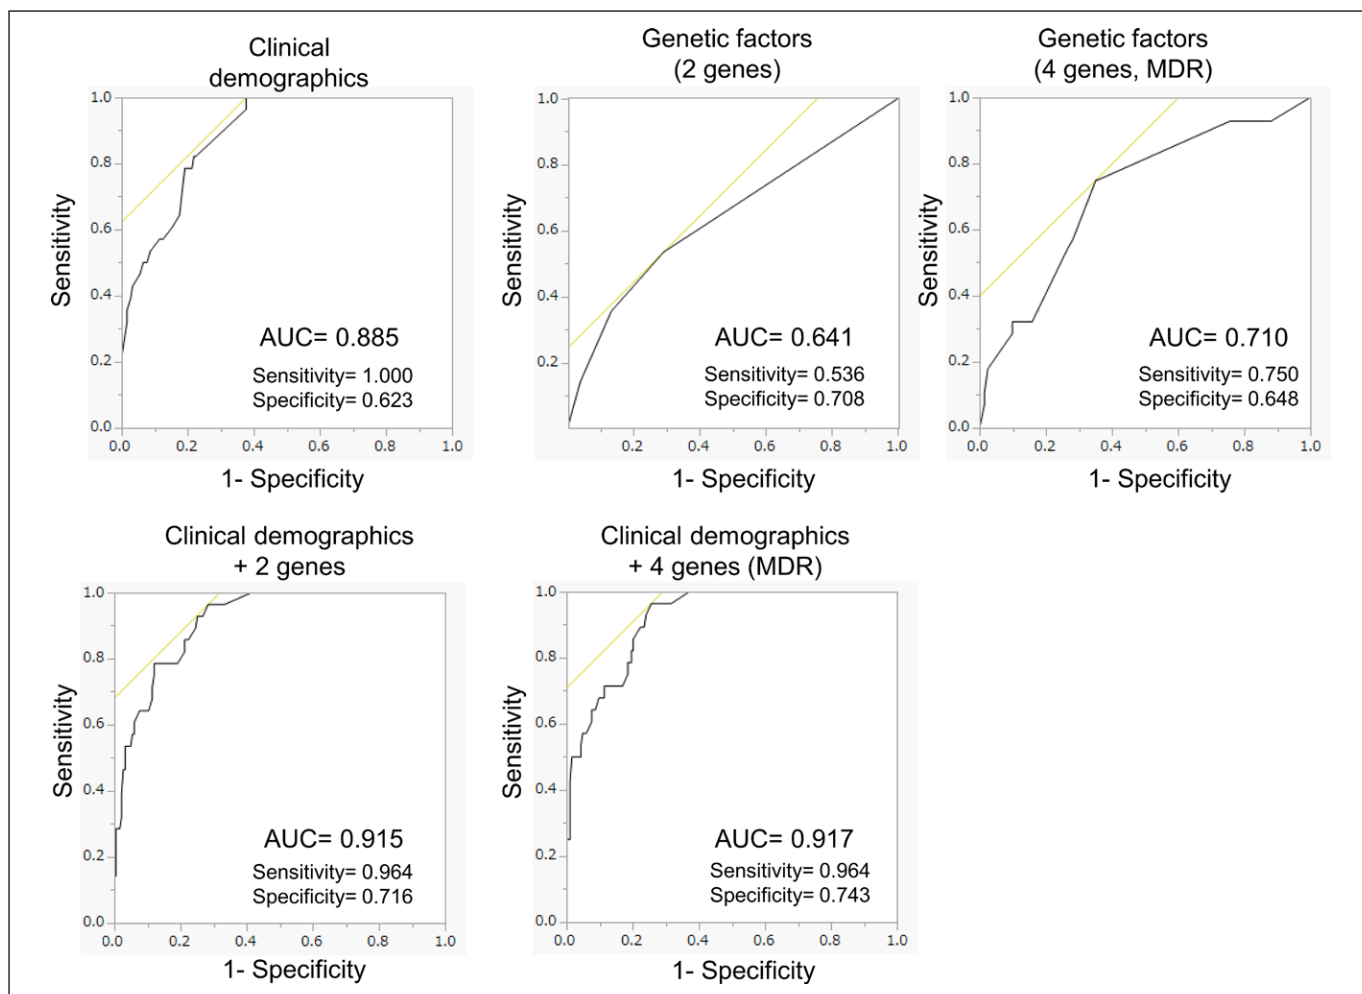 Clinical
demographics
1.0
0.8
0.6
0.4
0.2
0.0
0.0 0.2 0.4 0.6 0.8 1.0
Sensitivity
1- Specificity
AUC= 0.885
Sensitivity= 1.000
Specificity= 0.623
Genetic factors
(2 genes)
1.0
0.8
0.6
0.4
0.2
0.2 0.4 0.6 0.8 1.0
Sensitivity
1- Specificity
AUC= 0.641
Sensitivity= 0.536
Specificity= 0.708
Genetic factors
(4 genes, MDR)
1.0
0.8
0.6
0.4
0.2
0.0
0.0 0.2 0.4 0.6 0.8 1.0
Sensitivity
1- Specificity
AUC= 0.710
Sensitivity= 0.750
Specificity= 0.648
Clinical demographics
+ 2 genes
1.0
0.8
0.6
0.4
0.2
0.0
0.0 0.2 0.4 0.6 0.8 1.0
Sensitivity
1- Specificity
AUC= 0.915
Sensitivity= 0.964
Specificity= 0.716
Clinical demographics
+ 4 genes (MDR)
1.0
0.8
0.6
0.4
0.2
0.0
0.0 0.2 0.4 0.6 0.8 1.0
Sensitivity
1- Specificity
AUC= 0.917
Sensitivity= 0.964
Specificity= 0.743